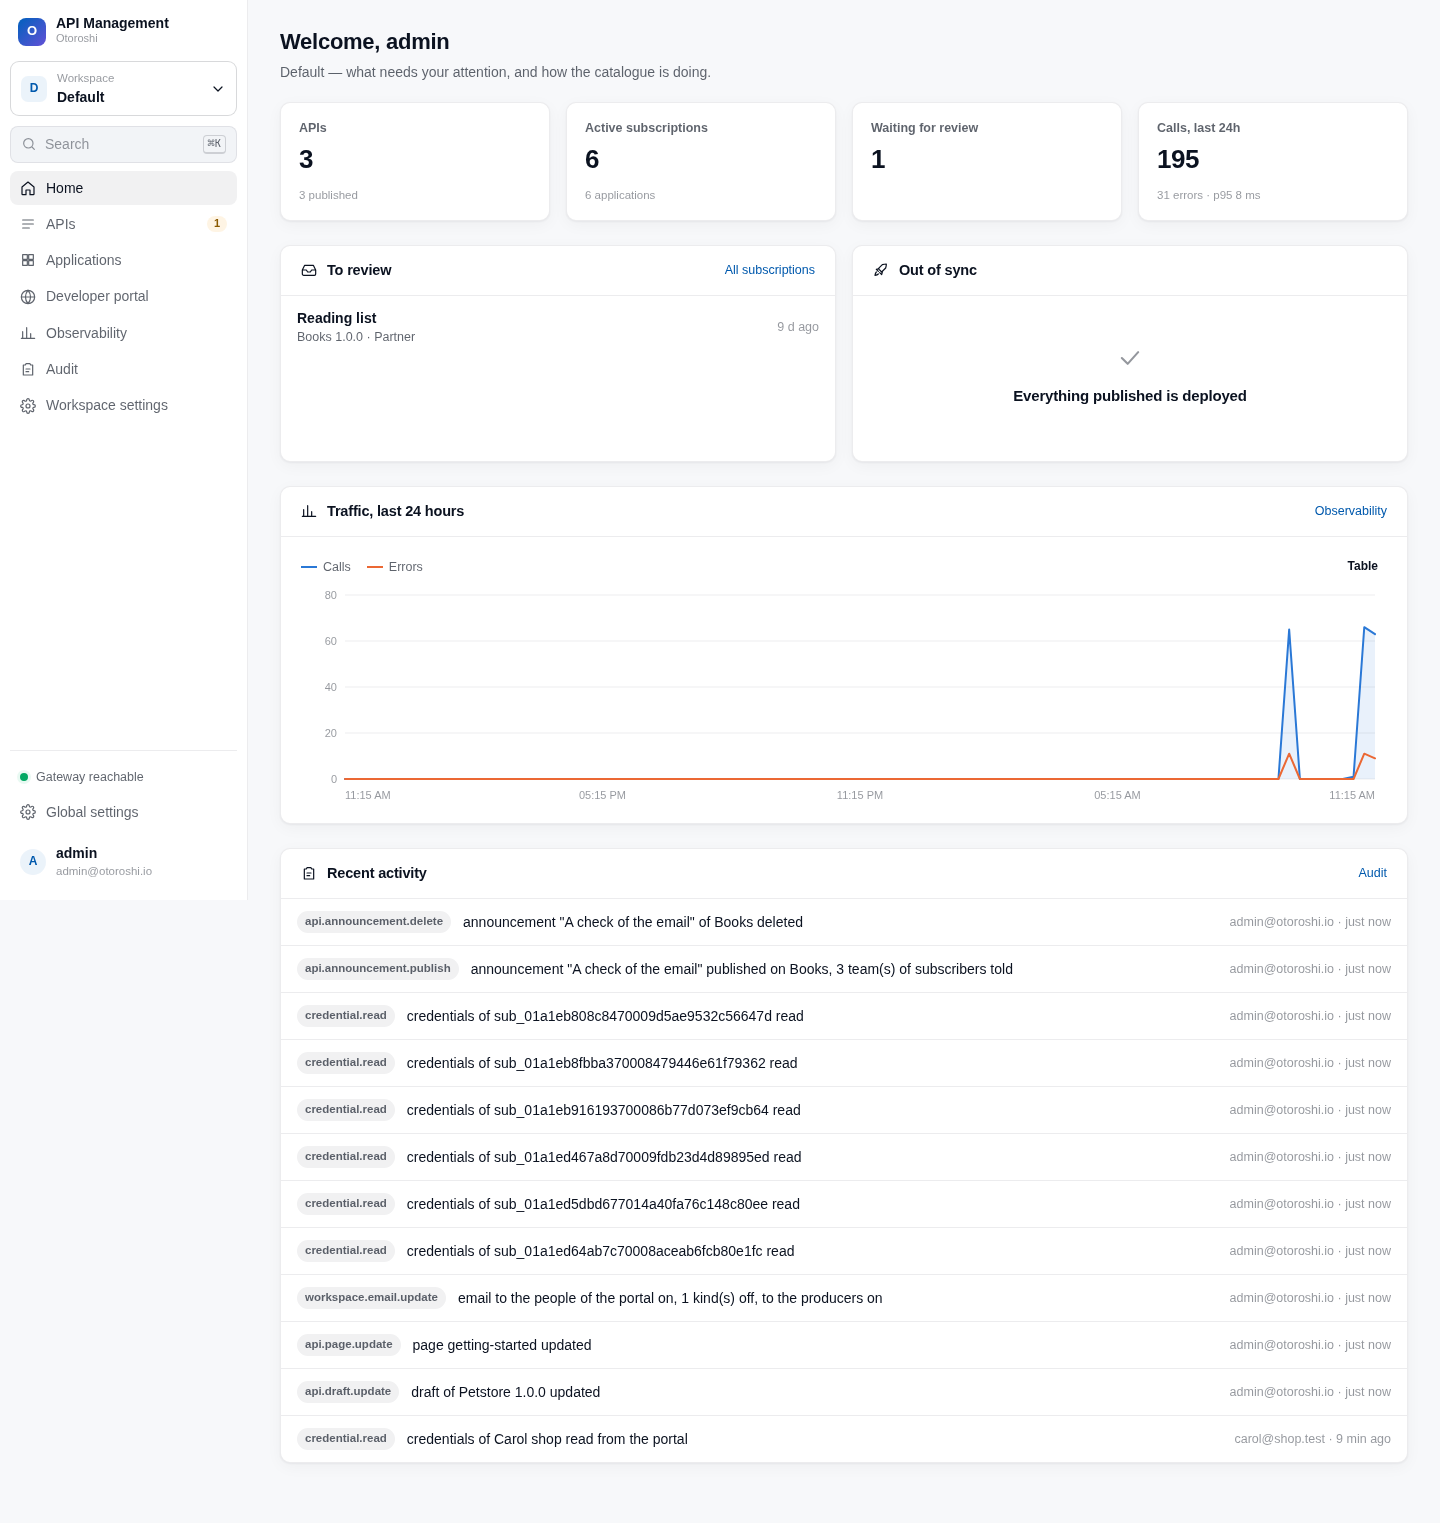 O
API Management
Otoroshi
D
Workspace
Default
Search
⌘K
Home
APIs
1
Applications
Developer portal
Observability
Audit
Workspace settings
Gateway reachable
Global settings
A
admin
admin@otoroshi.io
Welcome, admin
Default — what needs your attention, and how the catalogue is doing.
APIs
3
3 published
Active subscriptions
6
6 applications
Waiting for review
1
Calls, last 24h
195
31 errors · p95 8 ms
To review
All subscriptions
Reading list
Books 1.0.0 · Partner
9 d ago
Out of sync
Everything published is deployed
Traffic, last 24 hours
Observability
Calls
Errors
Table
80
60
40
20
0
11:15 AM
05:15 PM
11:15 PM
05:15 AM
11:15 AM
Recent activity
Audit
api.announcement.delete announcement "A check of the email" of Books deleted admin@otoroshi.io · just now
api.announcement.publish announcement "A check of the email" published on Books, 3 team(s) of subscribers told admin@otoroshi.io · just now
credential.read credentials of sub_01a1eb808c8470009d5ae9532c56647d read admin@otoroshi.io · just now
credential.read credentials of sub_01a1eb8fbba370008479446e61f79362 read admin@otoroshi.io · just now
credential.read credentials of sub_01a1eb916193700086b77d073ef9cb64 read admin@otoroshi.io · just now
credential.read credentials of sub_01a1ed467a8d70009fdb23d4d89895ed read admin@otoroshi.io · just now
credential.read credentials of sub_01a1ed5dbd677014a40fa76c148c80ee read admin@otoroshi.io · just now
credential.read credentials of sub_01a1ed64ab7c70008aceab6fcb80e1fc read admin@otoroshi.io · just now
workspace.email.update email to the people of the portal on, 1 kind(s) off, to the producers on admin@otoroshi.io · just now
api.page.update page getting-started updated admin@otoroshi.io · just now
api.draft.update draft of Petstore 1.0.0 updated admin@otoroshi.io · just now
credential.read credentials of Carol shop read from the portal carol@shop.test · 9 min ago